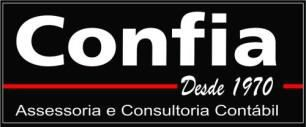 Confia
Desde 1970
Assessoria e Consultoria Contábil